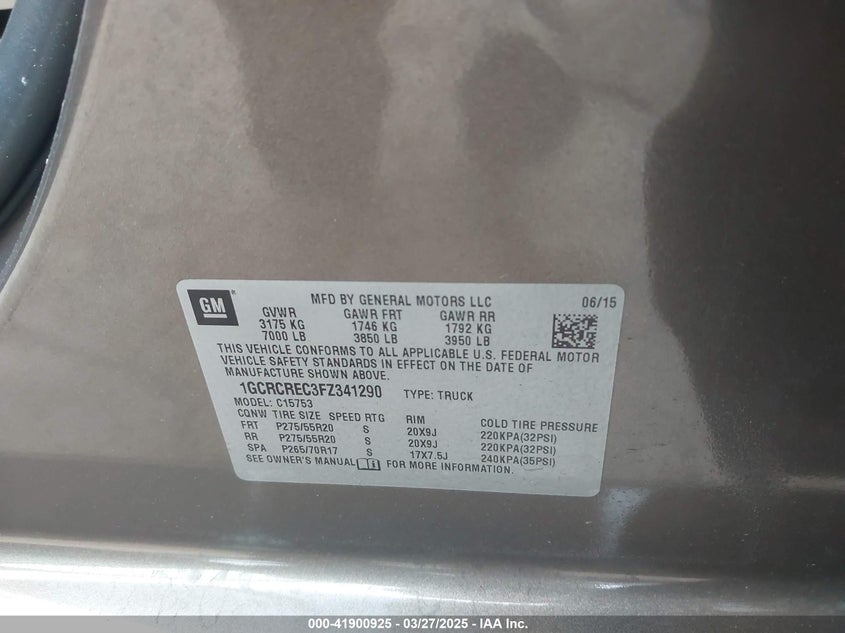 GM
MFD BY GENERAL MOTORS LLC 06/15
GVWR GAWR FRT GAWR RR
3175 KG 1746 KG 1792 KG
7000 LB 3850 LB 3950 LB
THIS VEHICLE CONFORMS TO ALL APPLICABLE U.S. FEDERAL MOTOR
VEHICLE SAFETY STANDARDS IN EFFECT ON THE DATE OF
MANUFACTURE SHOWN ABOVE.
1GCRCREC3FZ341290 TYPE: TRUCK
MODEL: C15753
CQNW TIRE SIZE SPEED RTG RIM COLD TIRE PRESSURE
FRT P275/55R20 S 20X9J 220KPA(32PSI)
RR P275/55R20 S 20X9J 220KPA(32PSI)
SPA P265/70R17 S 17X7.5J 240KPA(35PSI)
SEE OWNER'S MANUAL FOR MORE INFORMATION.
000-41900925 - 03/27/2025 - IAA Inc.